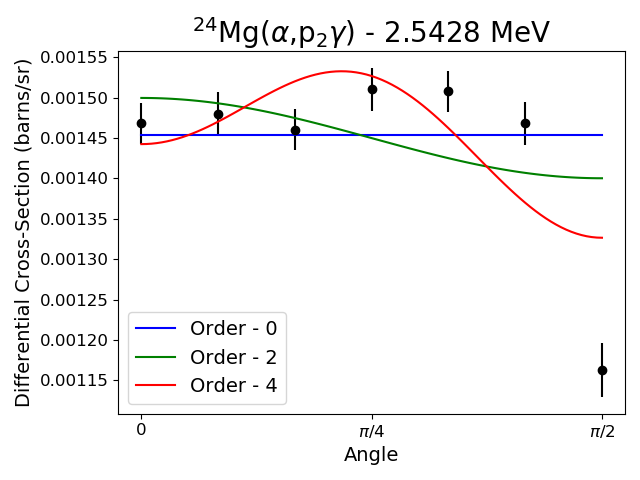 ²⁴Mg(α,p₂γ) - 2.5428 MeV
Differential Cross-Section (barns/sr)
0.00155
0.00150
0.00145
0.00140
0.00135
0.00130
0.00125
0.00120
0.00115
Order - 0
Order - 2
Order - 4
0 π/4 π/2
Angle